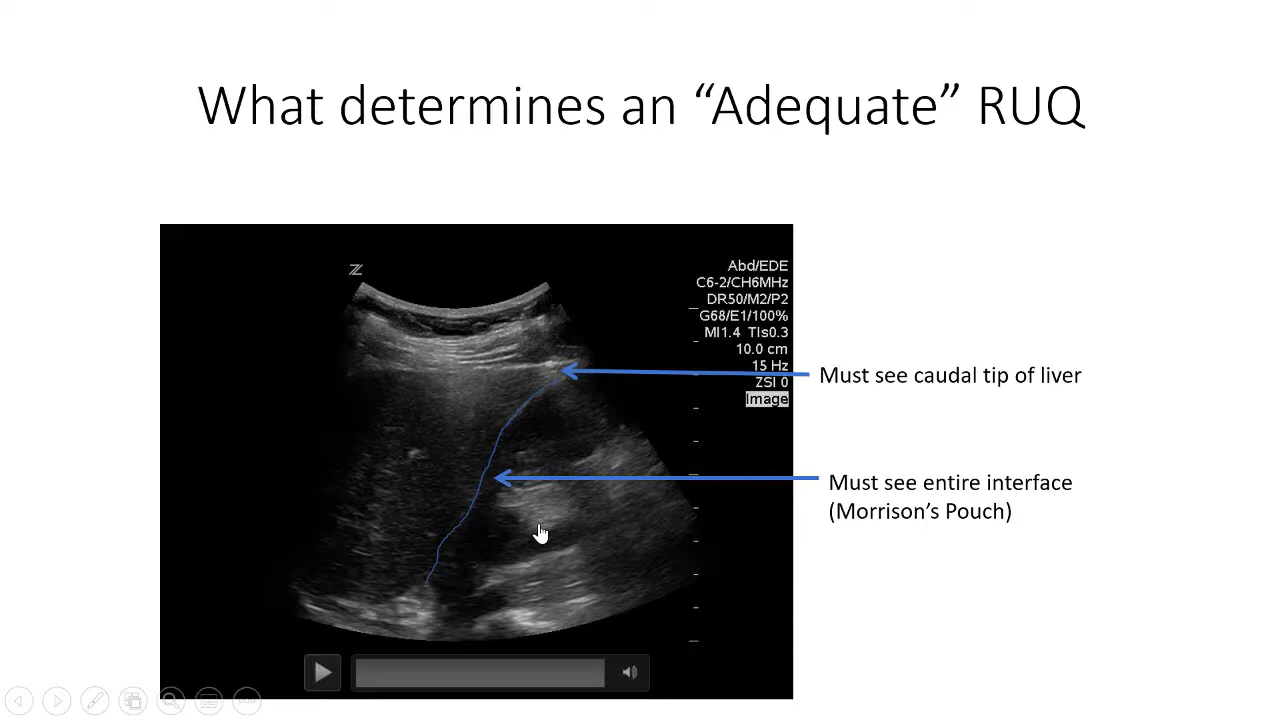 What determines an “Adequate” RUQ
Z
Abd/EDE
C6-2/CH6MHz
DR50/M2/P2
G68/E1/100%
MI1.4 TIs0.3
10.0 cm
15 Hz
ZSI 0
Image
Must see caudal tip of liver
Must see entire interface
(Morrison’s Pouch)